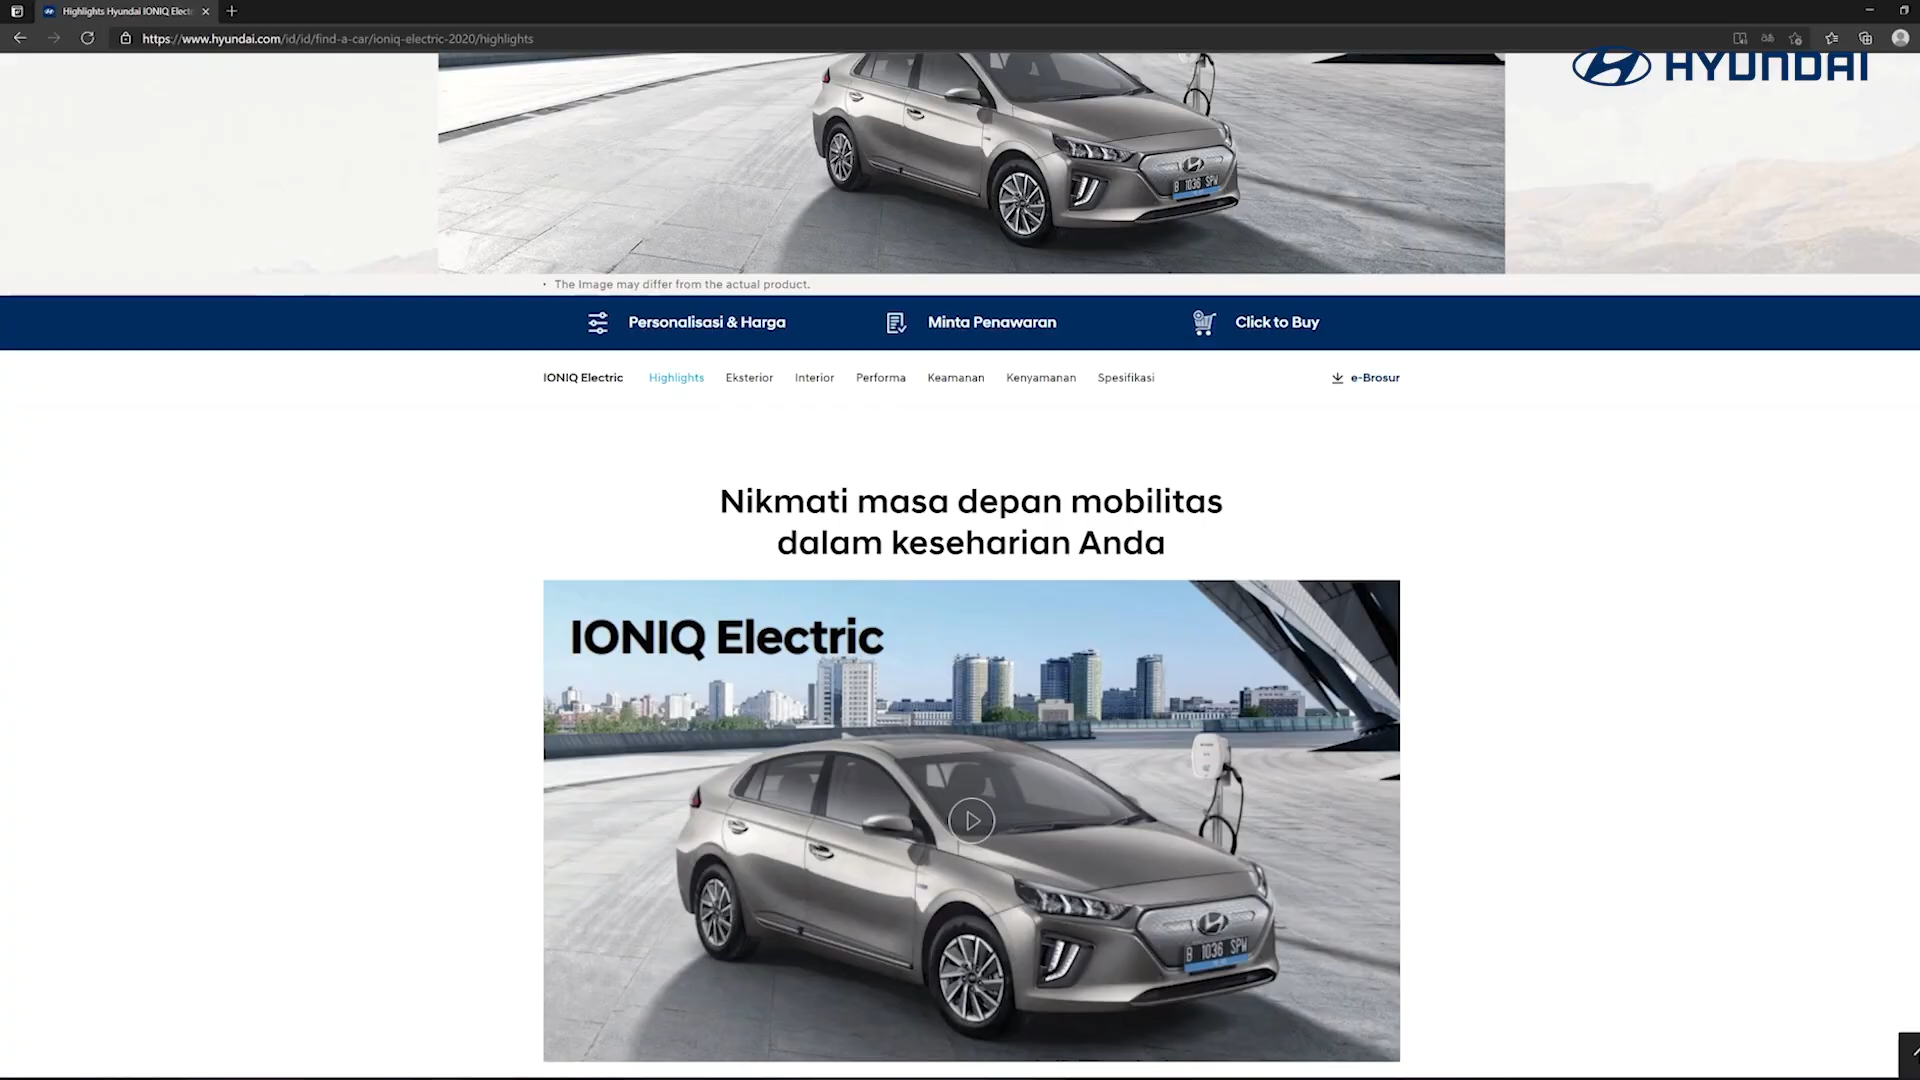 Highlights Hyundai IONIQ Elect
https://www.hyundai.com/id/id/find-a-car/ioniq-electric-2020/highlights
HYUNDAI
B 1036 SPW
• The Image may differ from the actual product.
Personalisasi & Harga
Minta Penawaran
Click to Buy
IONIQ Electric
Highlights
Eksterior
Interior
Performa
Keamanan
Kenyamanan
Spesifikasi
e-Brosur
Nikmati masa depan mobilitas
dalam keseharian Anda
IONIQ Electric
B 1036 SPW